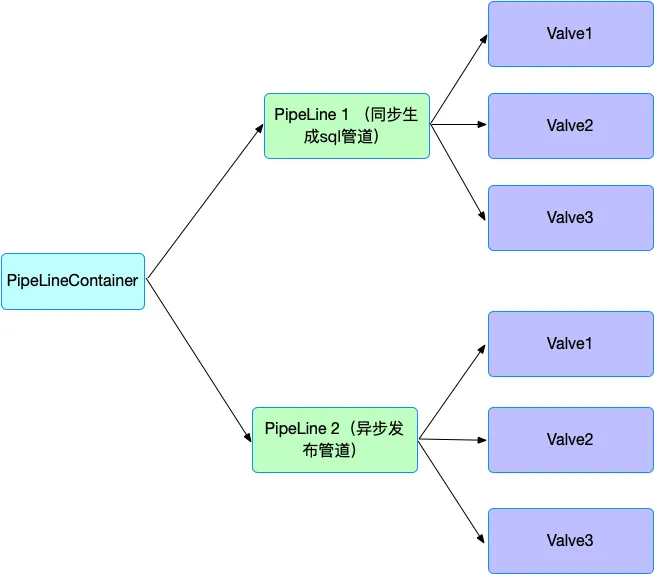 Valve1
PipeLine 1 （同步生
成sql管道）
Valve2
Valve3
PipeLineContainer
Valve1
PipeLine 2（异步发
布管道）
Valve2
Valve3